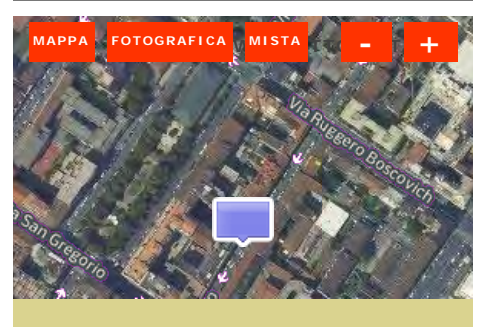 MAPPA FOTOGRAFICA MISTA - +
Via Ruggero Boscovich
a San Gregorio